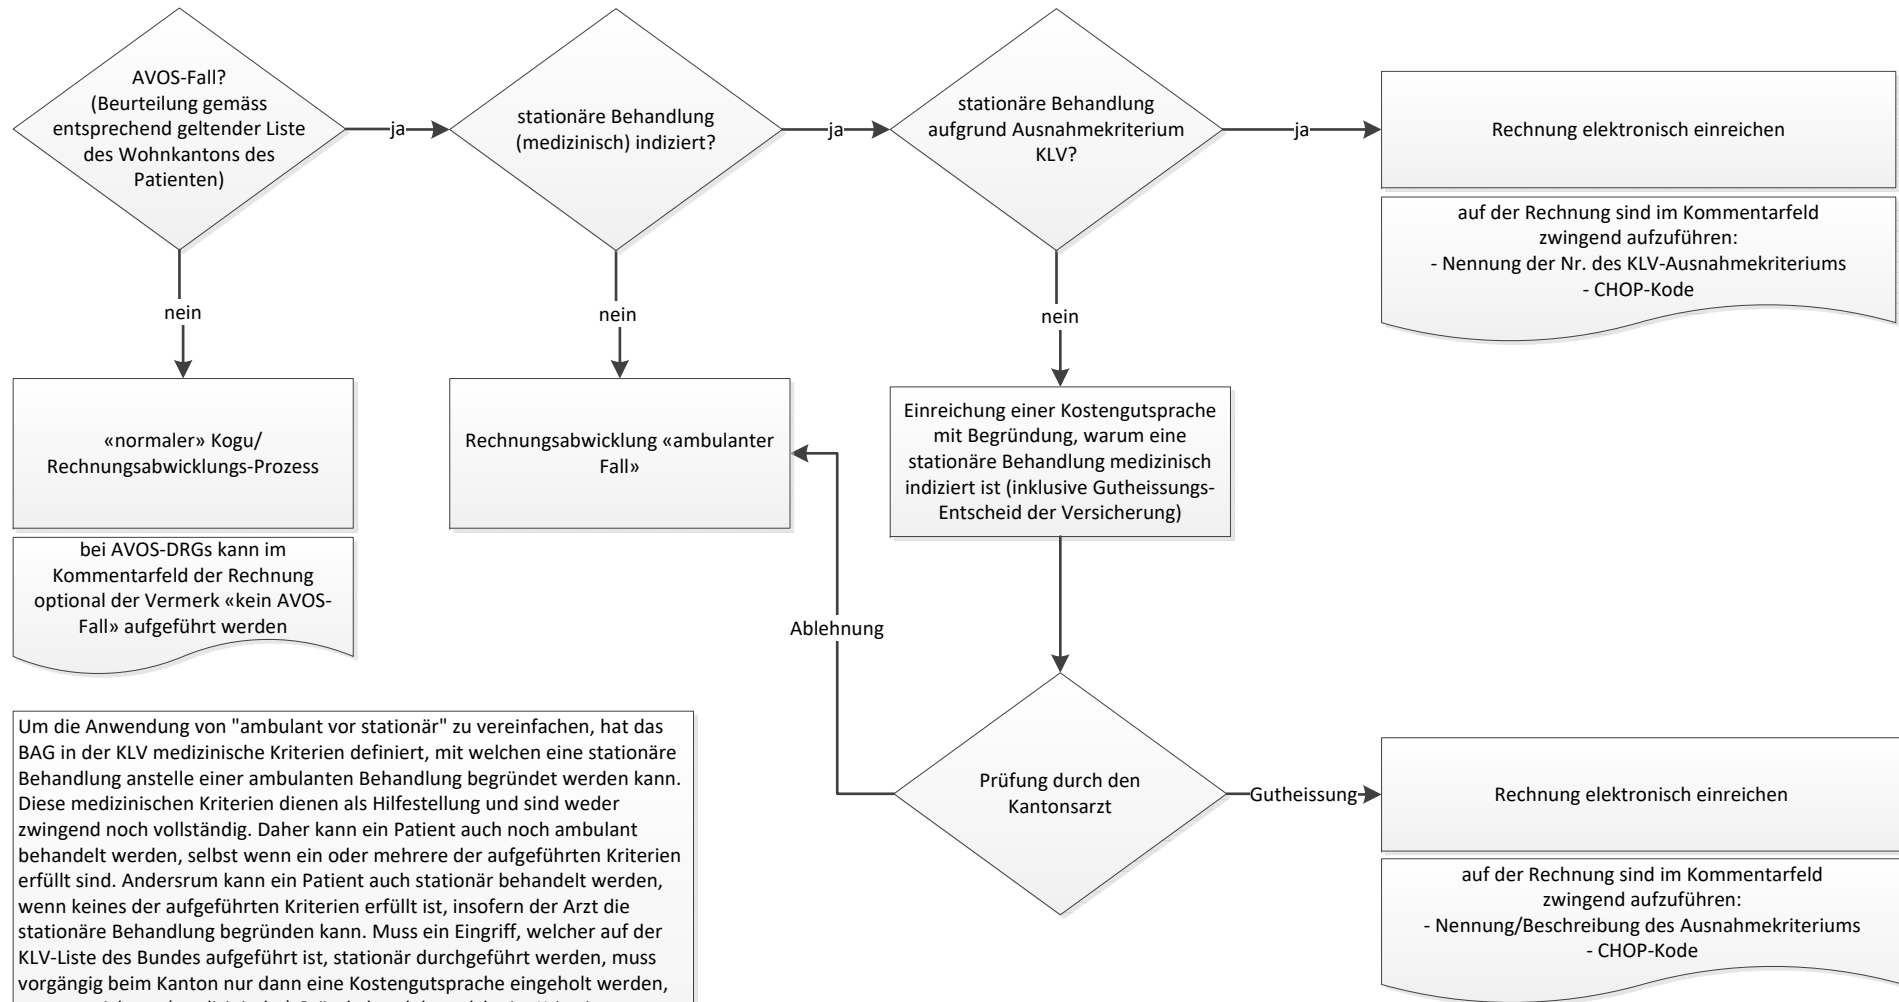 AVOS-Fall?
(Beurteilung gemäss
entsprechend geltender Liste
des Wohnkantons des
Patienten)
ja
stationäre Behandlung
(medizinisch) indiziert?
ja
stationäre Behandlung
aufgrund Ausnahmekriterium
KLV?
ja
Rechnung elektronisch einreichen
auf der Rechnung sind im Kommentarfeld
zwingend aufzuführen:
- Nennung der Nr. des KLV-Ausnahmekriteriums
- CHOP-Kode
nein
nein
nein
«normaler» Kogu/
Rechnungsabwicklungs-Prozess
bei AVOS-DRGs kann im
Kommentarfeld der Rechnung
optional der Vermerk «kein AVOS-
Fall» aufgeführt werden
Rechnungsabwicklung «ambulanter
Fall»
Einreichung einer Kostengutsprache
mit Begründung, warum eine
stationäre Behandlung medizinisch
indiziert ist (inklusive Gutheissungs-
Entscheid der Versicherung)
Ablehnung
Prüfung durch den
Kantonsarzt
Gutheissung
Rechnung elektronisch einreichen
auf der Rechnung sind im Kommentarfeld
zwingend aufzuführen:
- Nennung/Beschreibung des Ausnahmekriteriums
- CHOP-Kode
Um die Anwendung von "ambulant vor stationär" zu vereinfachen, hat das
BAG in der KLV medizinische Kriterien definiert, mit welchen eine stationäre
Behandlung anstelle einer ambulanten Behandlung begründet werden kann.
Diese medizinischen Kriterien dienen als Hilfestellung und sind weder
zwingend noch vollständig. Daher kann ein Patient auch noch ambulant
behandelt werden, selbst wenn ein oder mehrere der aufgeführten Kriterien
erfüllt sind. Andersrum kann ein Patient auch stationär behandelt werden,
wenn keines der aufgeführten Kriterien erfüllt ist, insofern der Arzt die
stationäre Behandlung begründen kann. Muss ein Eingriff, welcher auf der
KLV-Liste des Bundes aufgeführt ist, stationär durchgeführt werden, muss
vorgängig beim Kanton nur dann eine Kostengutsprache eingeholt werden,